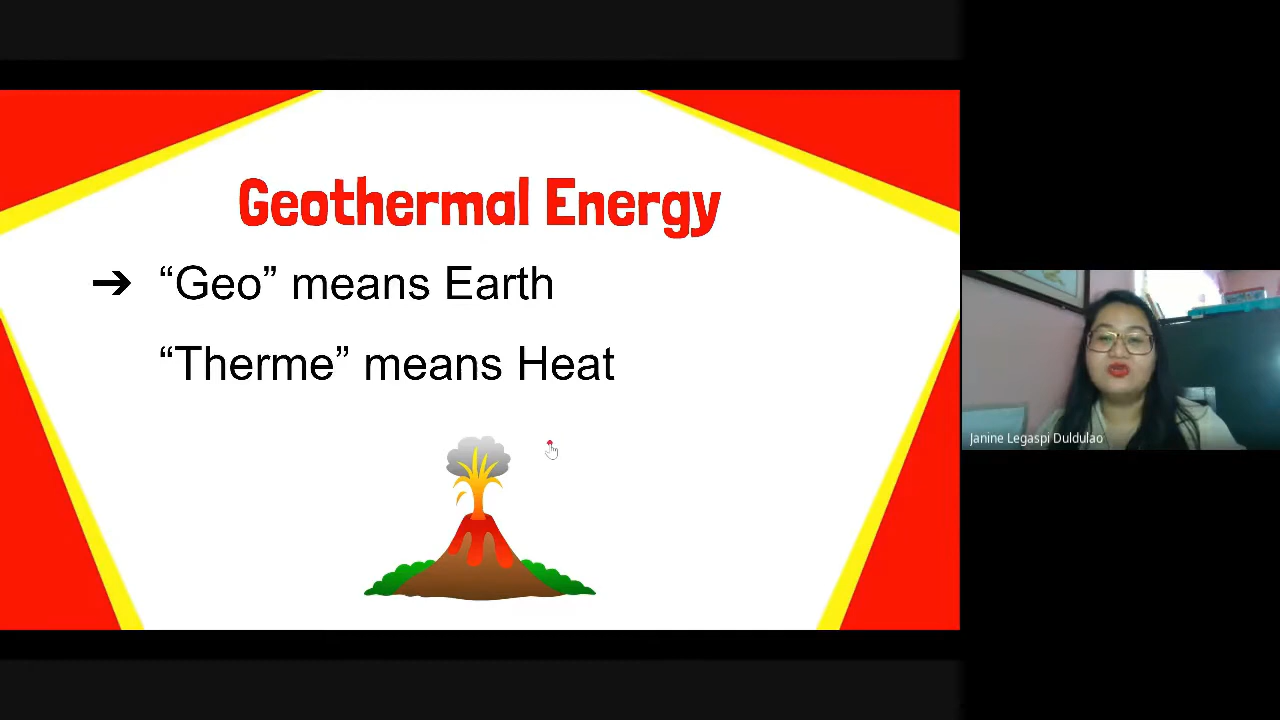 Geothermal Energy
➔ “Geo” means Earth
“Therme” means Heat
Janine Legaspi Duldulao